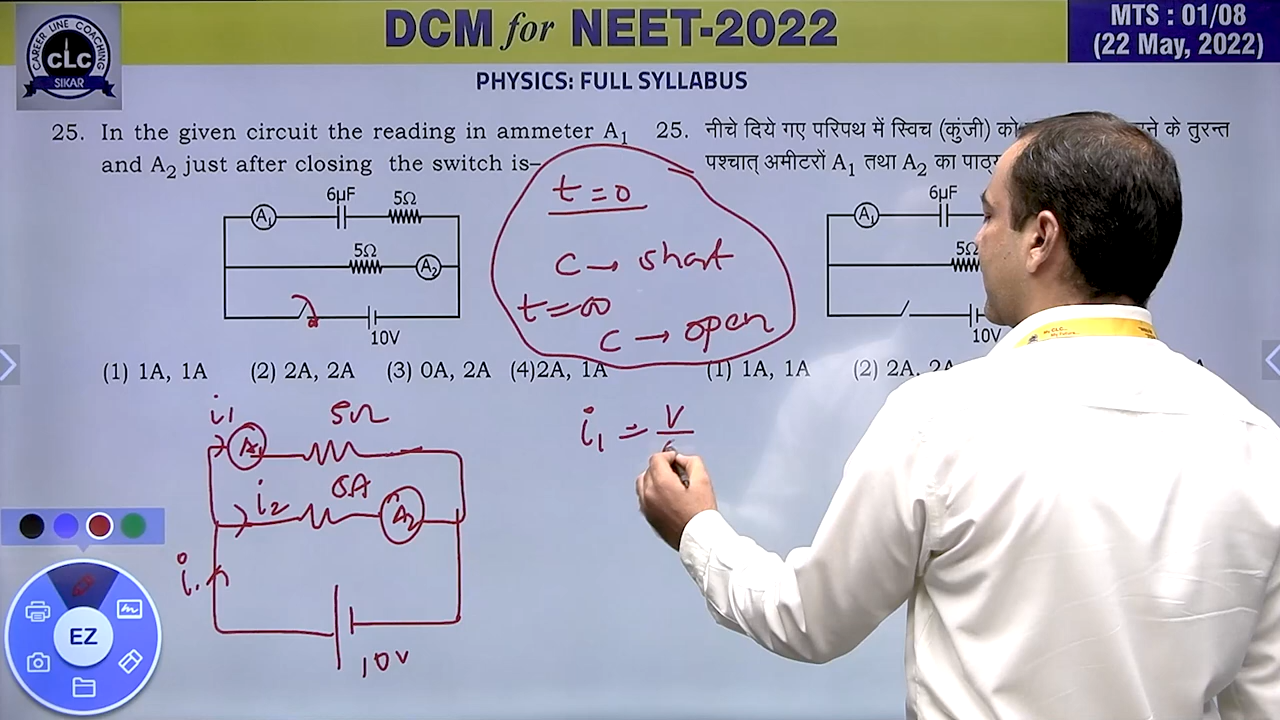 DCM for NEET-2022
MTS : 01/08
(22 May, 2022)
CAREER LINE COACHING
CLC
SIKAR
PHYSICS: FULL SYLLABUS
25. In the given circuit the reading in ammeter A₁
and A₂ just after closing the switch is–
A₁
6μF
5Ω
5Ω
A₂
10V
(1) 1A, 1A (2) 2A, 2A (3) 0A, 2A (4)2A, 1A
25. नीचे दिये गए परिपथ में स्विच (कुंजी) को
के तुरन्त
पश्चात् अमीटरों A₁ तथा A₂ का
A₁
6μF
5Ω
10V
(1) 1A, 1A (2) 2A,
t=0
C→ short
t=∞
C→ open
i₁
5Ω
A₁
i₂
A₂
i
10V
i₁ = V
EZ